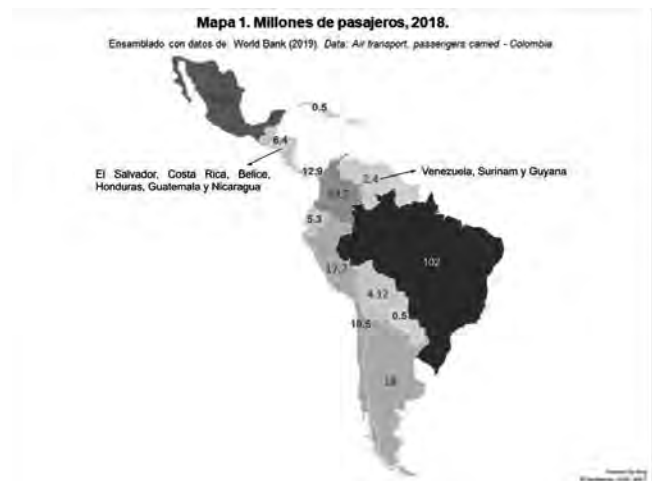 Mapa 1. Millones de pasajeros, 2018.
Ensamblado con datos de World Bank (2019). Data: Air transport, passengers carried - Colombia
0.5
6.4
El Salvador, Costa Rica, Belice,
Honduras, Guatemala y Nicaragua
12.9
2.4
Venezuela, Surinam y Guyana
5.3
102
17.7
4.12
0.5
19.5
18